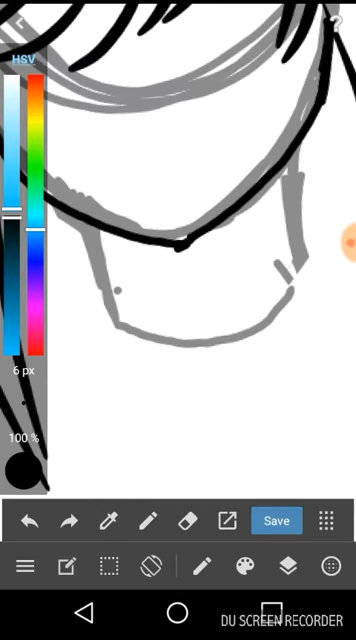 ?
HSV
6 px
100 %
Save
DU SCREEN RECORDER